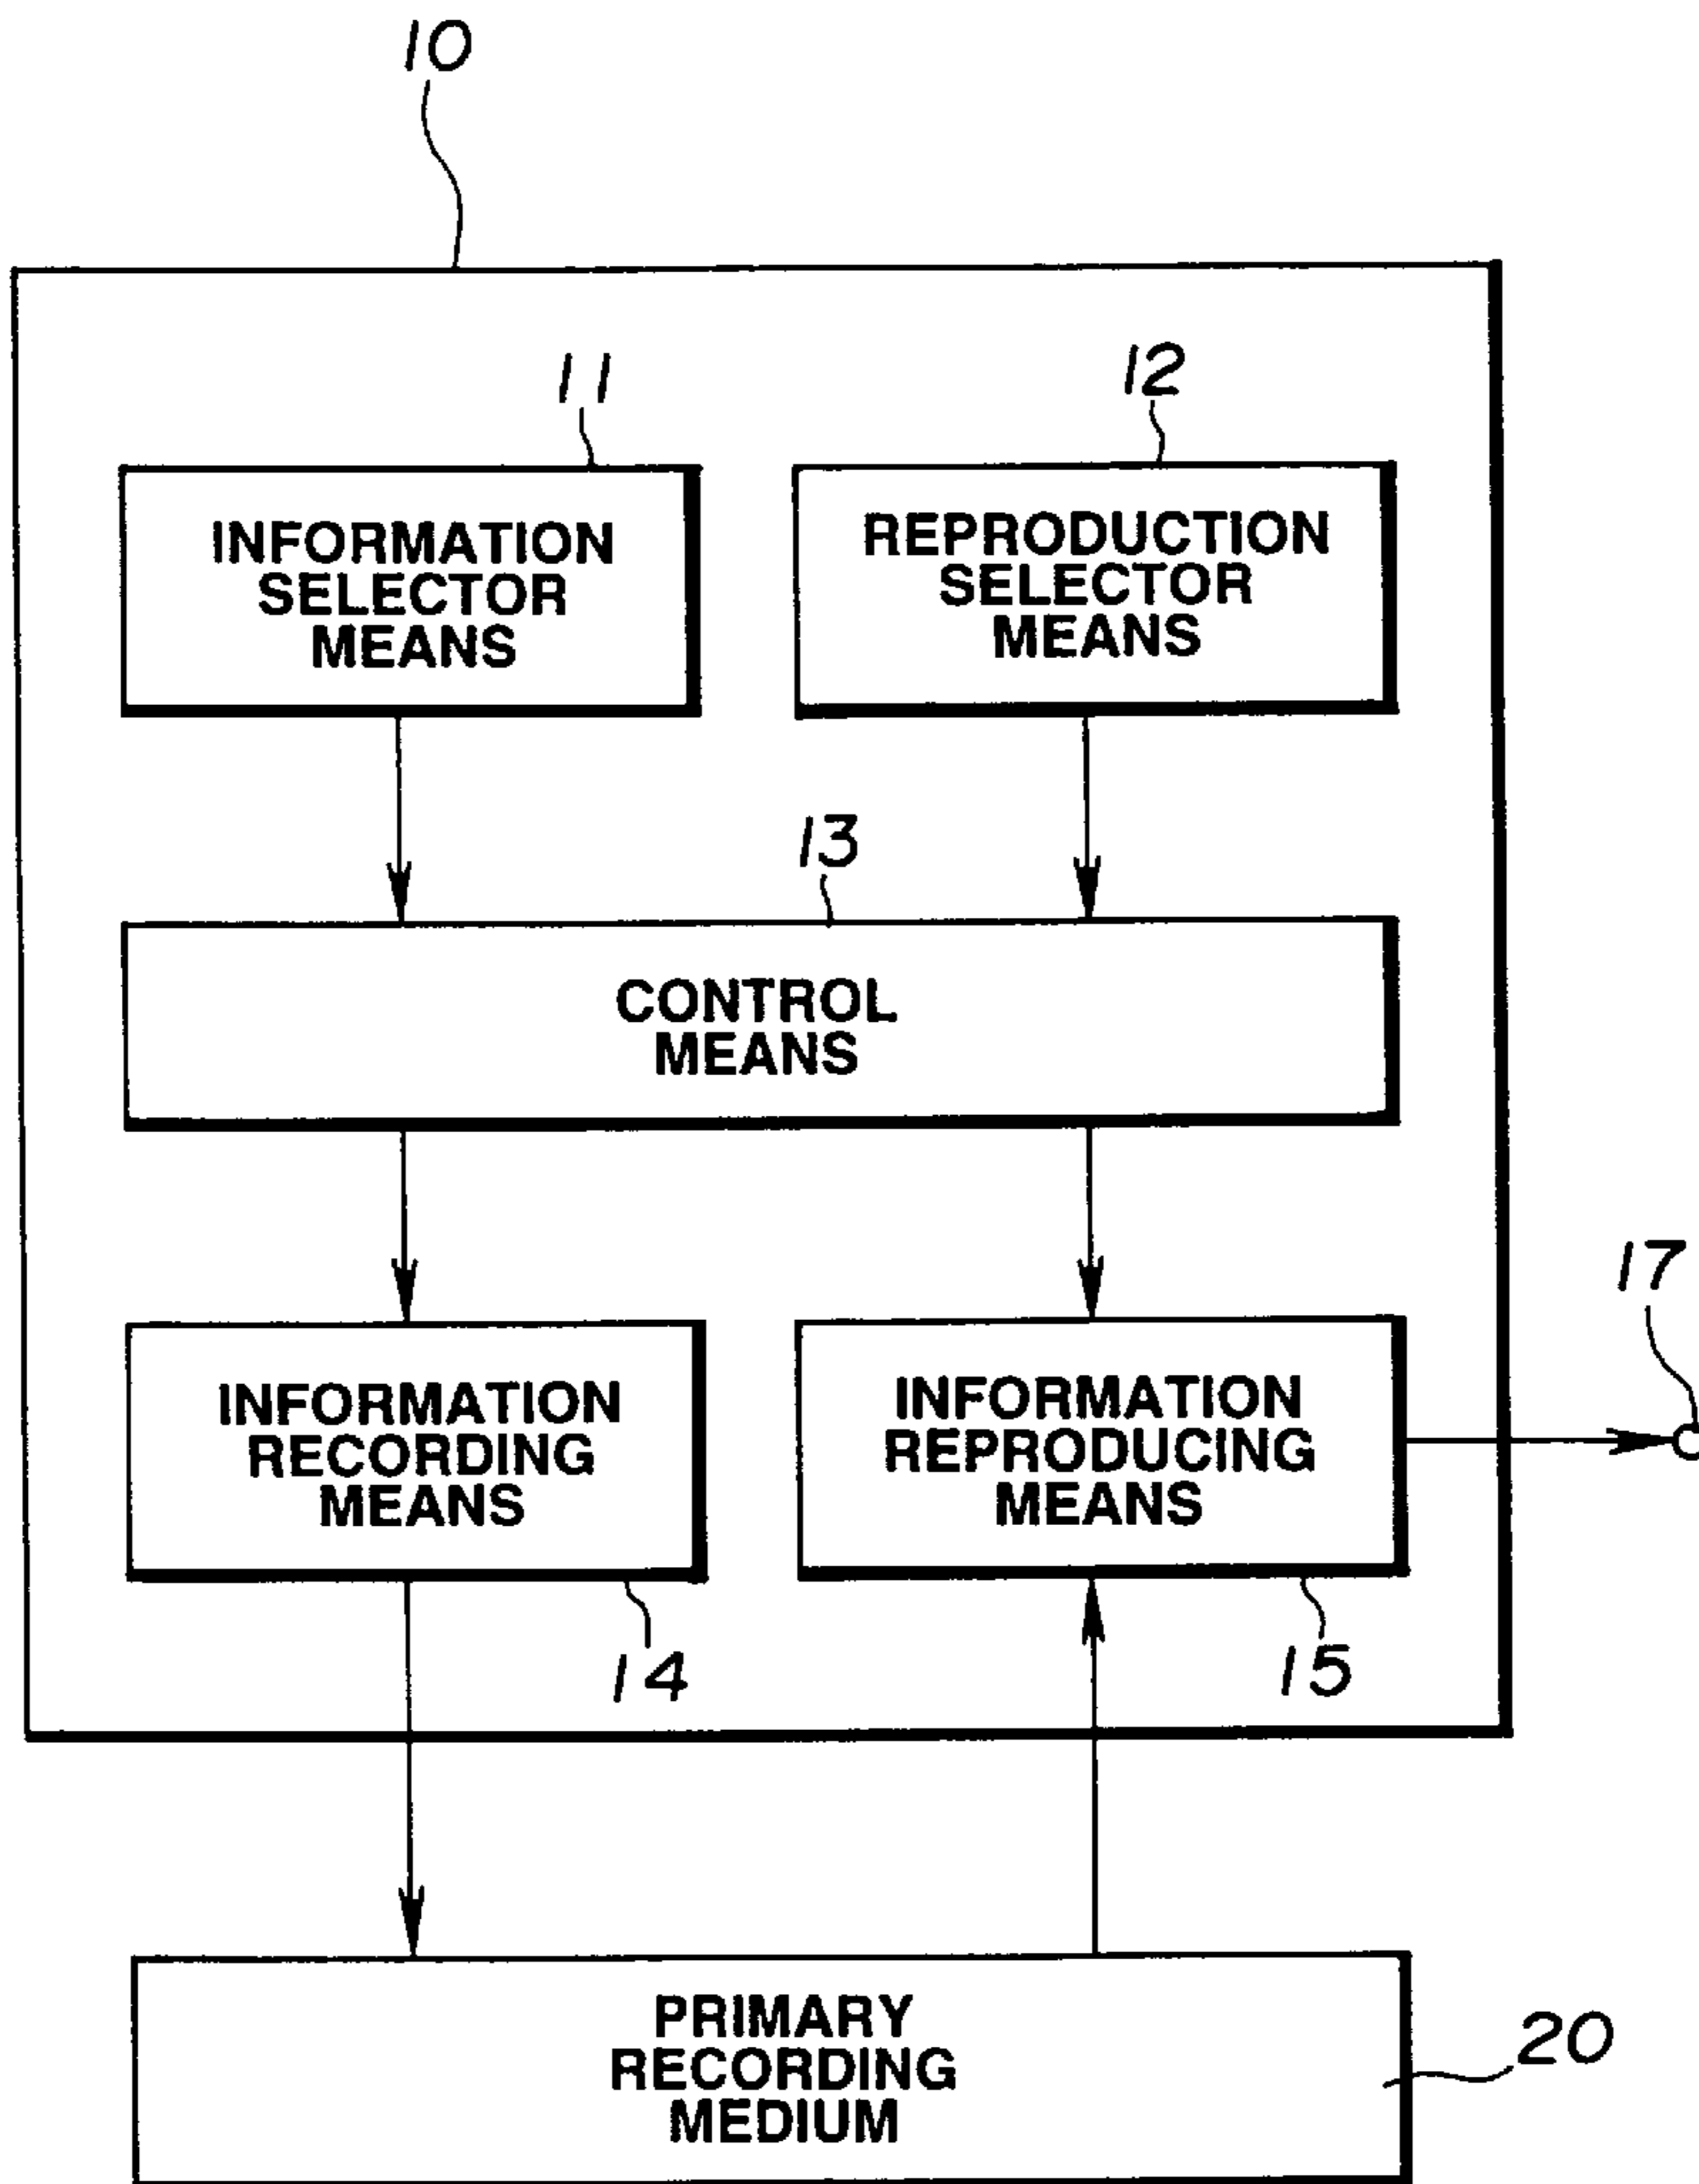 10
11
12
INFORMATION
SELECTOR
MEANS
REPRODUCTION
SELECTOR
MEANS
13
CONTROL
MEANS
17
INFORMATION
RECORDING
MEANS
INFORMATION
REPRODUCING
MEANS
14
15
PRIMARY
RECORDING
MEDIUM
20